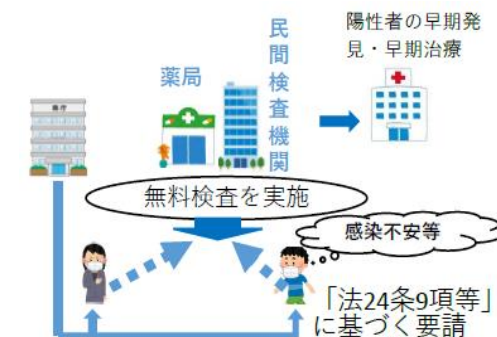 陽性者の早期発
見・早期治療
民間検査機関
薬局
県庁
無料検査を実施
感染不安等
「法24条9項等」
に基づく要請